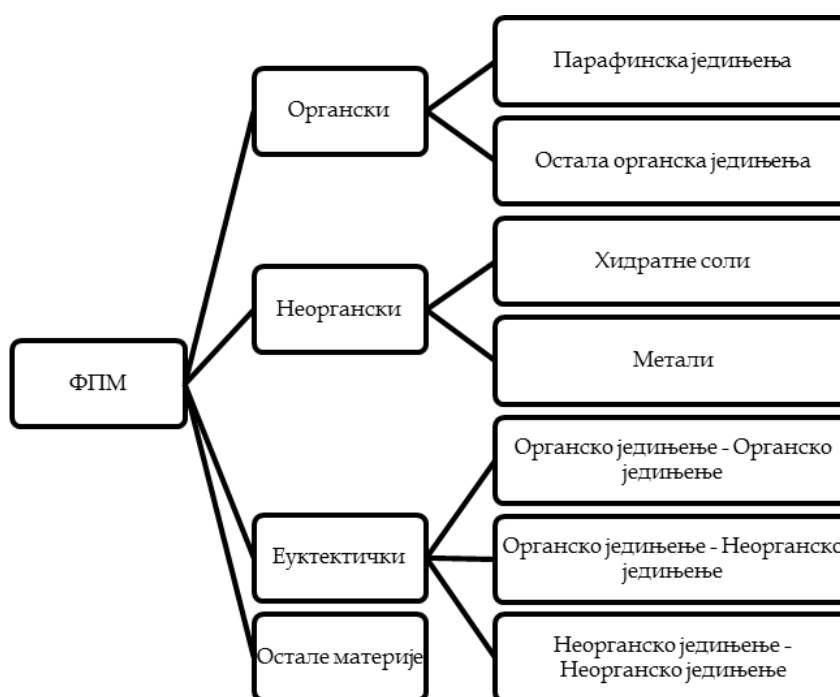 ФПМ
Органски
Парафинска једињења
Остала органска једињења
Неоргански
Хидратне соли
Метали
Еуктектички
Органско једињење - Органско
једињење
Органско једињење - Неорганско
једињење
Неорганско једињење -
Неорганско једињење
Остале материје